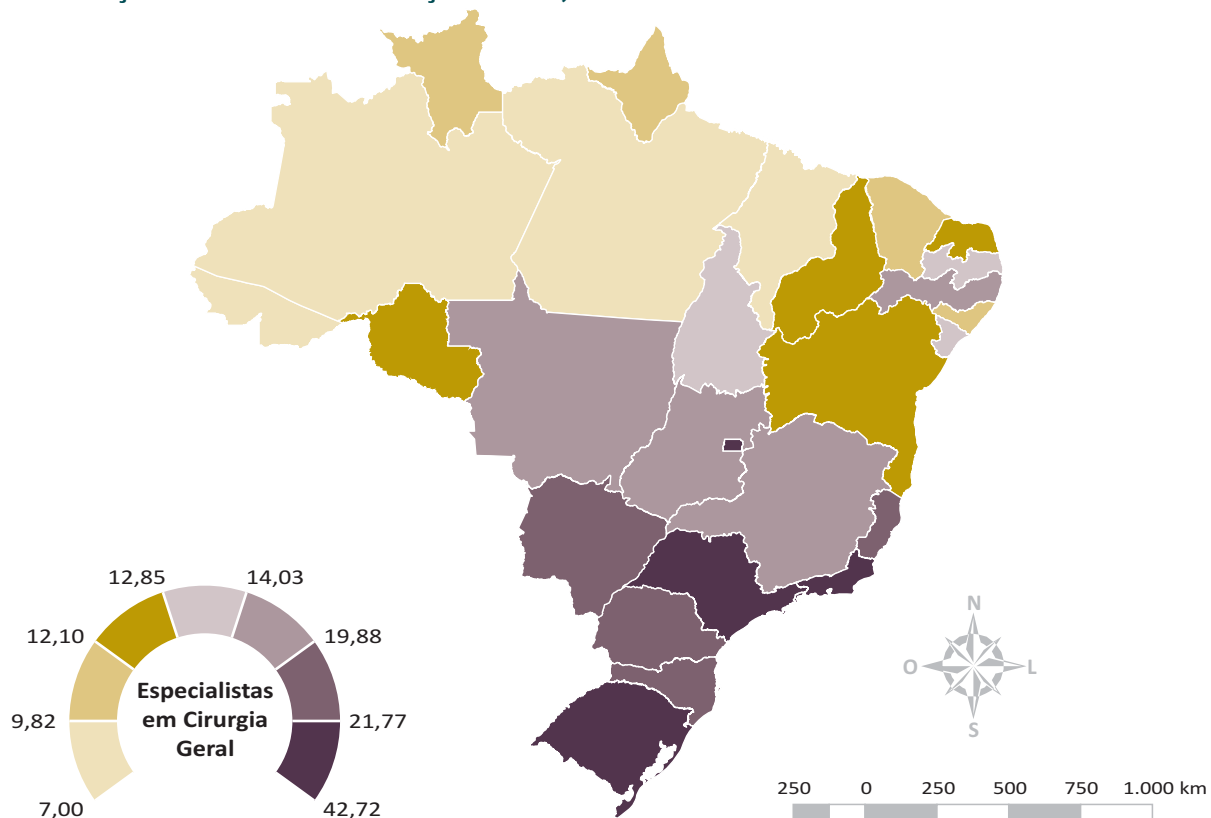 12,85
14,03
12,10
19,88
Especialistas
em Cirurgia
Geral
9,82
21,77
7,00
42,72
N
O
L
S
250
0
250
500
750
1.000 km